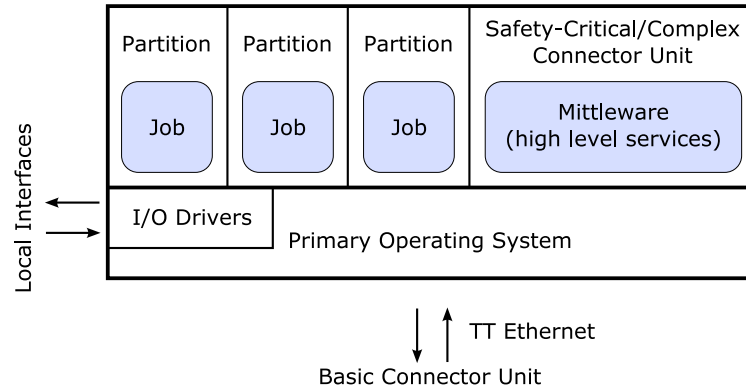 Partition
Partition
Partition
Safety-Critical/Complex
Connector Unit
Job
Job
Job
Mittleware
(high level services)
Local Interfaces
I/O Drivers
Primary Operating System
TT Ethernet
Basic Connector Unit